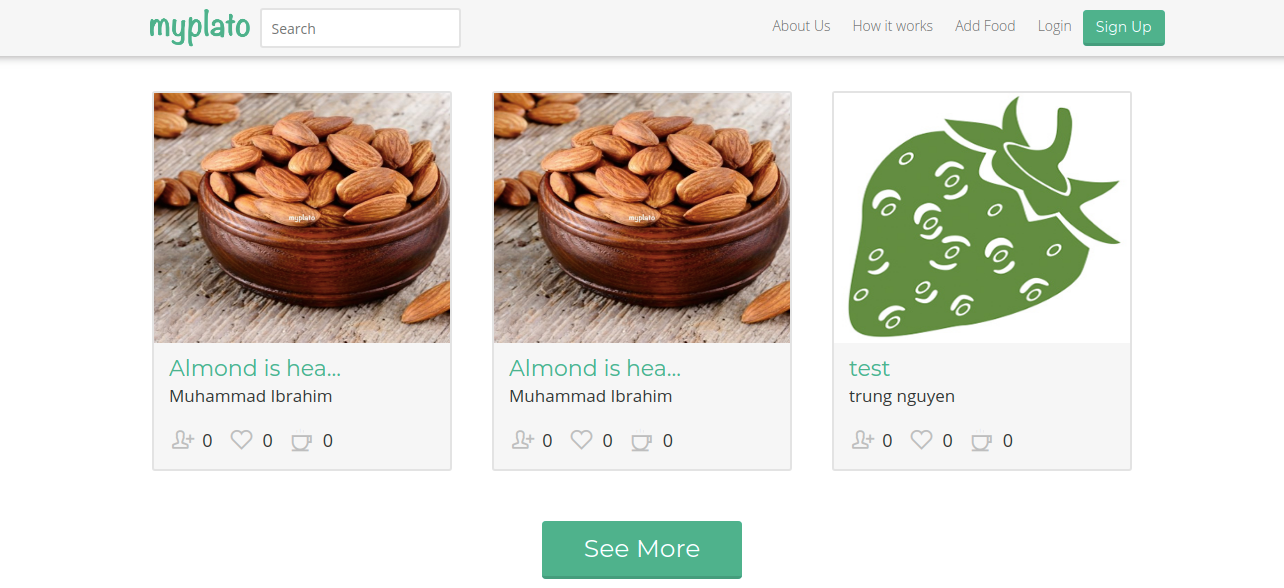 myplato
Search
About Us
How it works
Add Food
Login
Sign Up
myplato
Almond is hea...
Muhammad Ibrahim
0 0 0
myplato
Almond is hea...
Muhammad Ibrahim
0 0 0
test
trung nguyen
0 0 0
See More